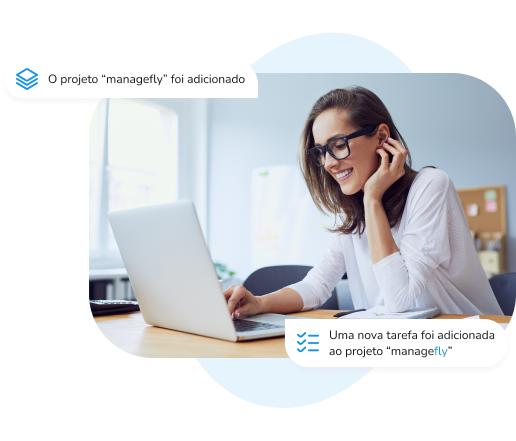 O projeto “managefly” foi adicionado
Uma nova tarefa foi adicionada
ao projeto “managefly”